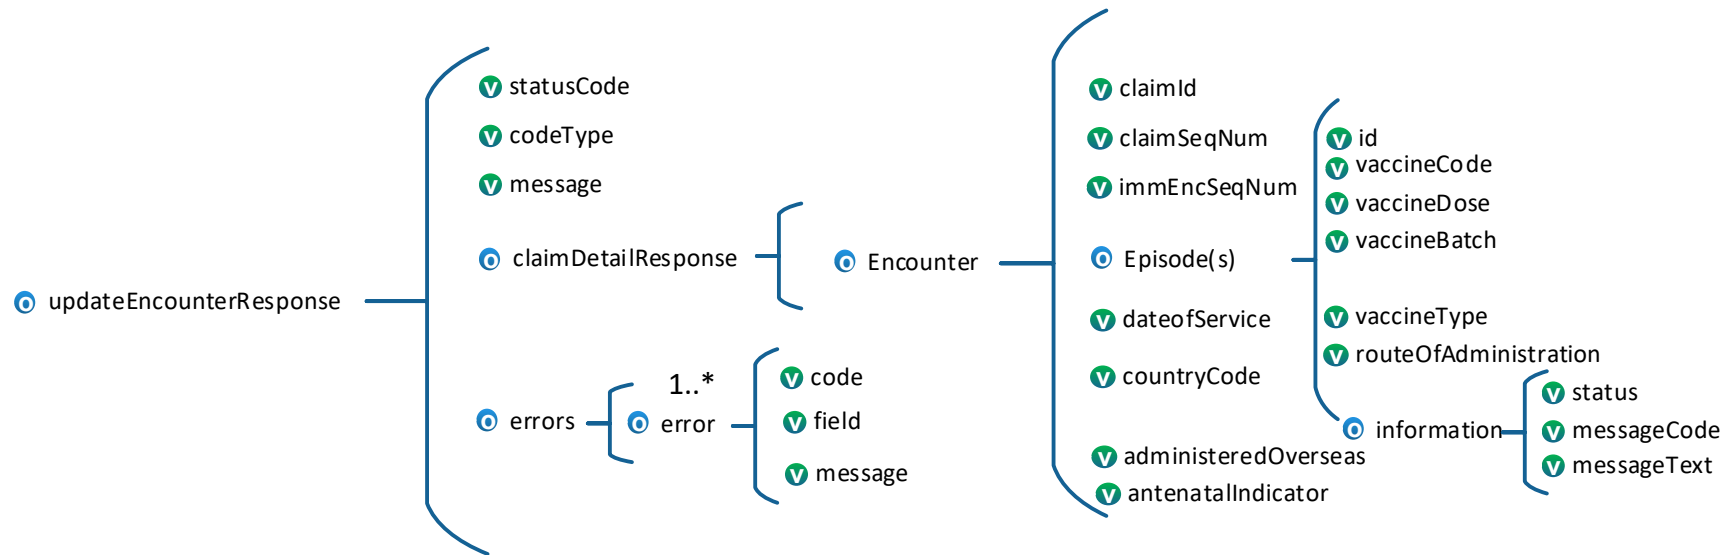 updateEncounterResponse
statusCode
codeType
message
claimDetailResponse
errors
1..*
error
code
field
message
Encounter
claimId
claimSeqNum
immEncSeqNum
Episode(s)
dateofService
countryCode
administeredOverseas
antenatalIndicator
id
vaccineCode
vaccineDose
vaccineBatch
vaccineType
routeOfAdministration
information
status
messageCode
messageText